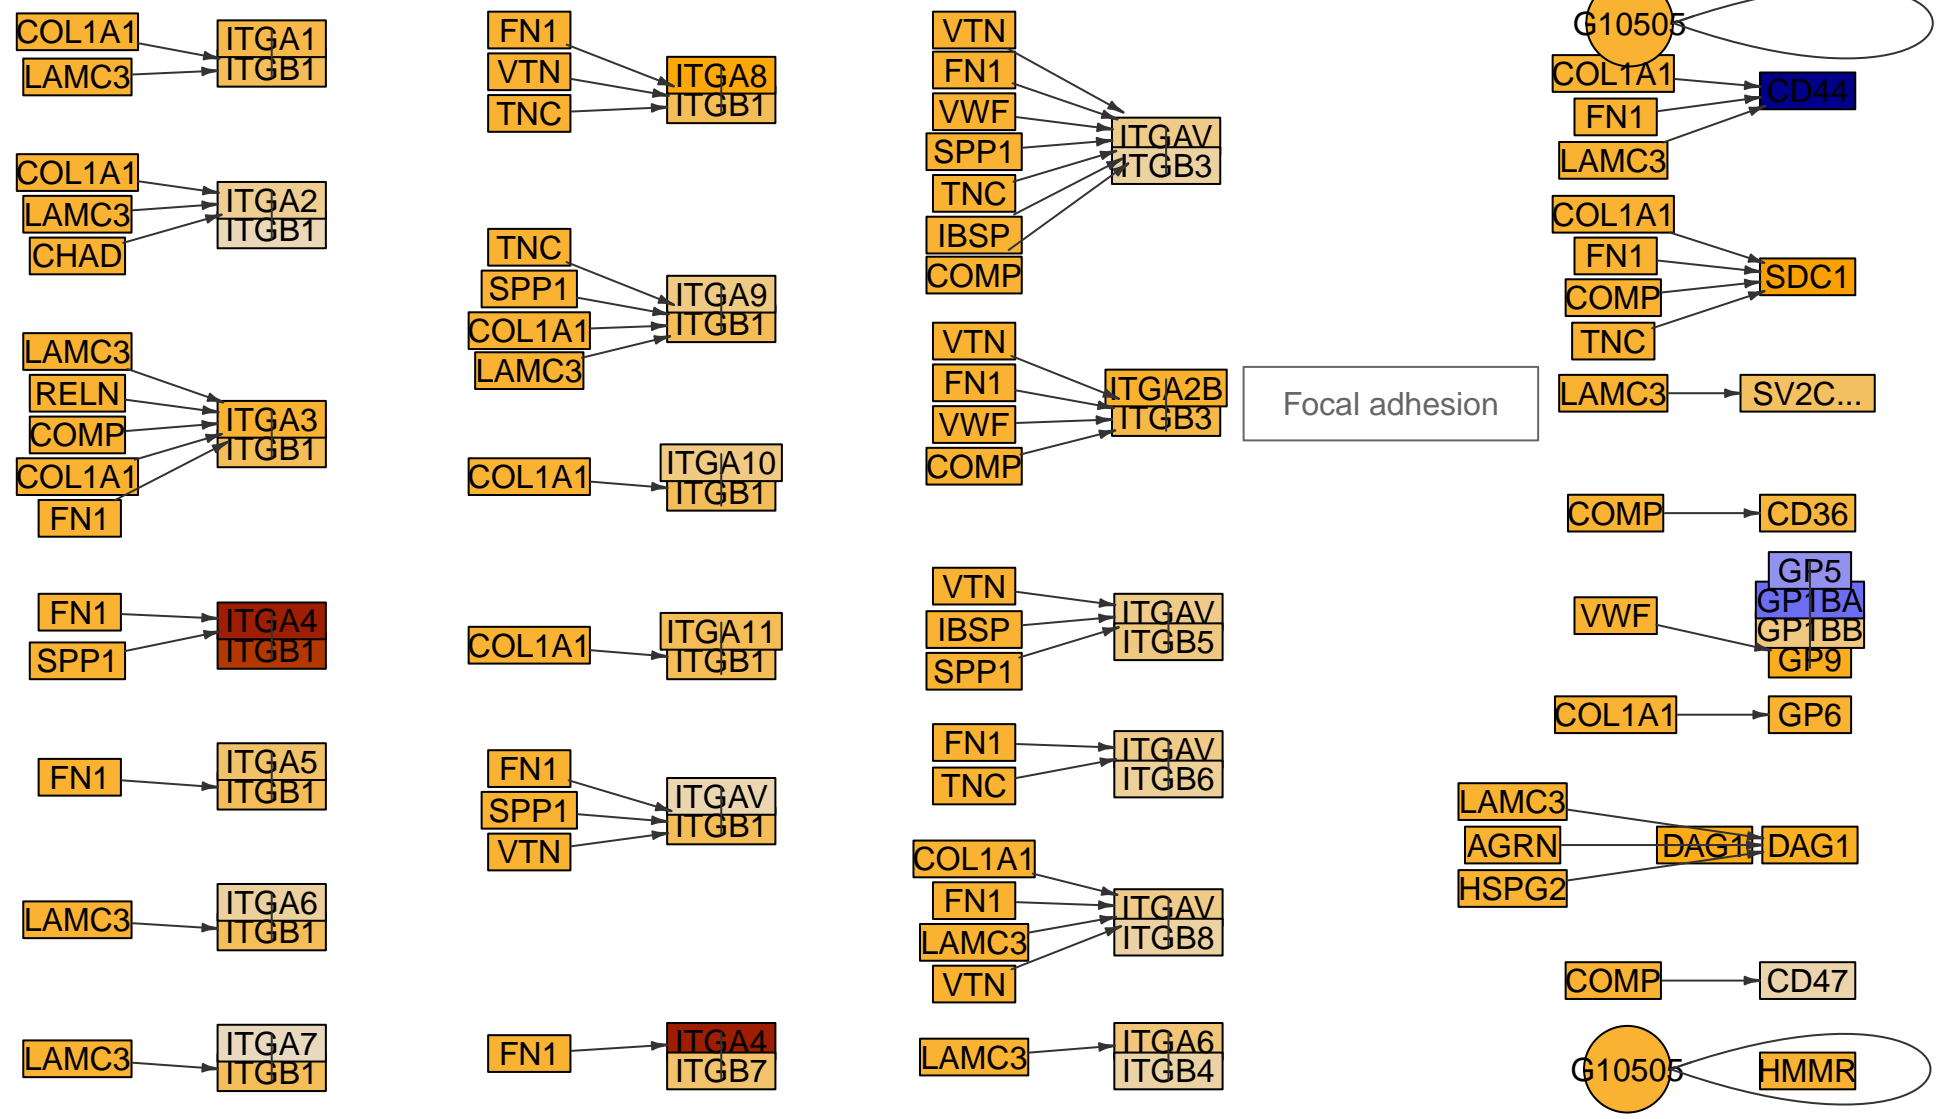 COL1A1
LAMC3
ITGA1
ITGB1
COL1A1
LAMC3
CHAD
ITGA2
ITGB1
LAMC3
RELN
COMP
COL1A1
FN1
ITGA3
ITGB1
FN1
SPP1
ITGA4
ITGB1
FN1
ITGA5
ITGB1
LAMC3
ITGA6
ITGB1
LAMC3
ITGA7
ITGB1
FN1
VTN
TNC
ITGA8
ITGB1
TNC
SPP1
COL1A1
LAMC3
ITGA9
ITGB1
COL1A1
ITGA10
ITGB1
COL1A1
ITGA11
ITGB1
FN1
SPP1
VTN
ITGAV
ITGB1
FN1
ITGA4
ITGB7
VTN
FN1
VWF
SPP1
TNC
IBSP
COMP
ITGAV
ITGB3
VTN
FN1
VWF
COMP
ITGA2B
ITGB3
Focal adhesion
VTN
IBSP
SPP1
ITGAV
ITGB5
FN1
TNC
ITGAV
ITGB6
COL1A1
FN1
LAMC3
VTN
ITGAV
ITGB8
LAMC3
ITGA6
ITGB4
G10505
COL1A1
FN1
LAMC3
CD44
COL1A1
FN1
COMP
TNC
SDC1
LAMC3
SV2C...
COMP
CD36
VWF
GP5
GP1BA
GP1BB
GP9
COL1A1
GP6
LAMC3
AGRN
HSPG2
DAG1
DAG1
COMP
CD47
G10505
HMMR